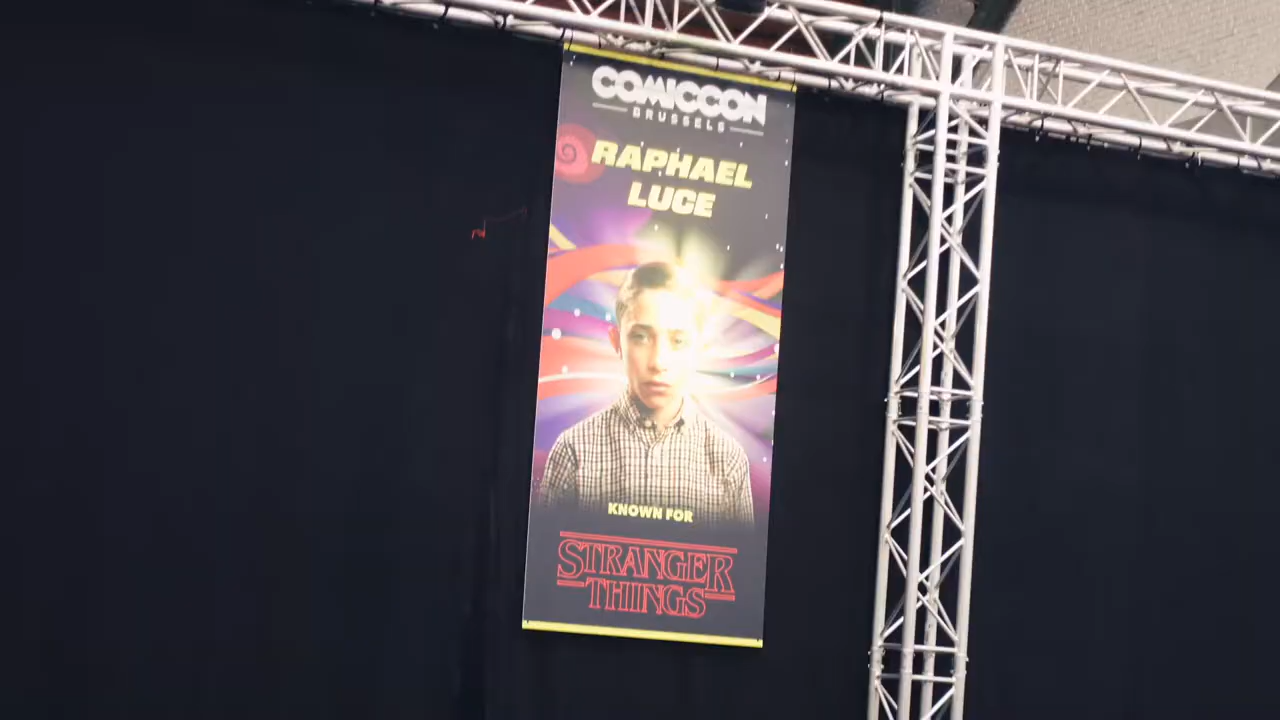 COMICCON
BRUSSELS
RAPHAEL
LUCE
KNOWN FOR
STRANGER
THINGS